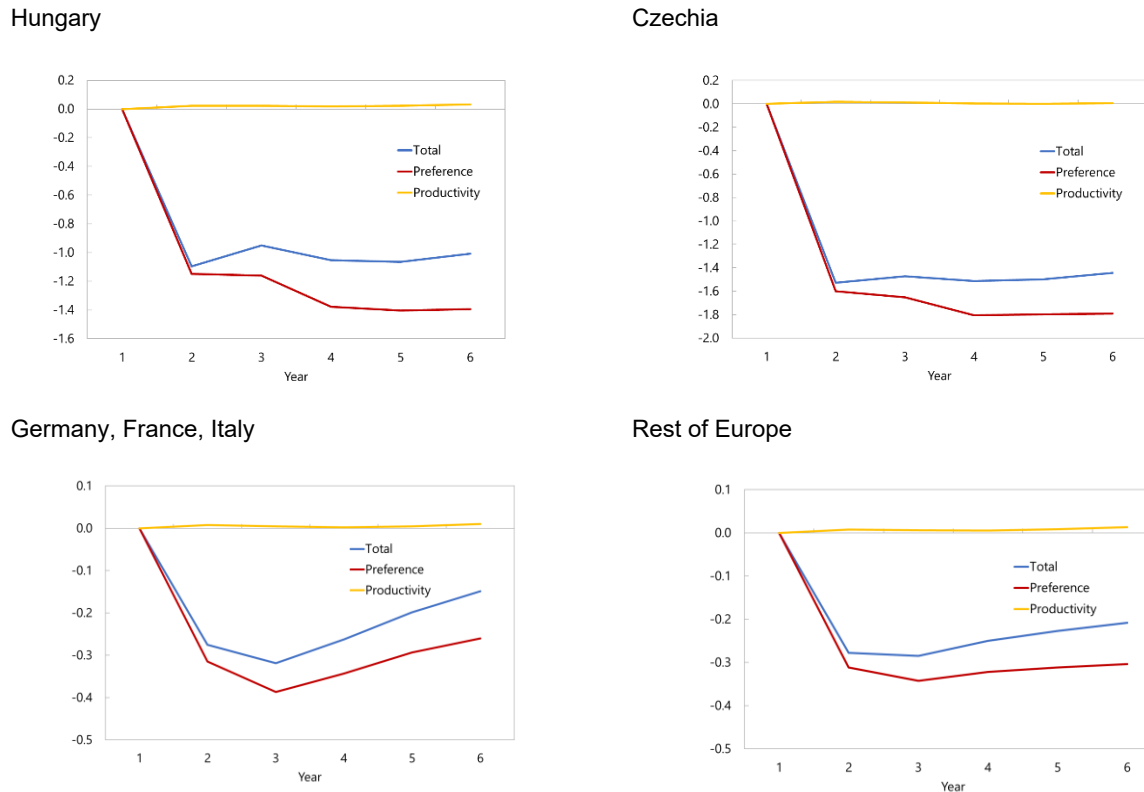 Hungary
0.2
0.0
-0.2
-0.4
-0.6
-0.8
-1.0
-1.2
-1.4
-1.6
Total
Preference
Productivity
1 2 3 4 5 6
Year
Czechia
0.2
0.0
-0.2
-0.4
-0.6
-0.8
-1.0
-1.2
-1.4
-1.6
-1.8
-2.0
Total
Preference
Productivity
1 2 3 4 5 6
Year
Germany, France, Italy
0.1
0.0
-0.1
-0.2
-0.3
-0.4
-0.5
Total
Preference
Productivity
1 2 3 4 5 6
Year
Rest of Europe
0.1
0.0
-0.1
-0.2
-0.3
-0.4
-0.5
Total
Preference
Productivity
1 2 3 4 5 6
Year